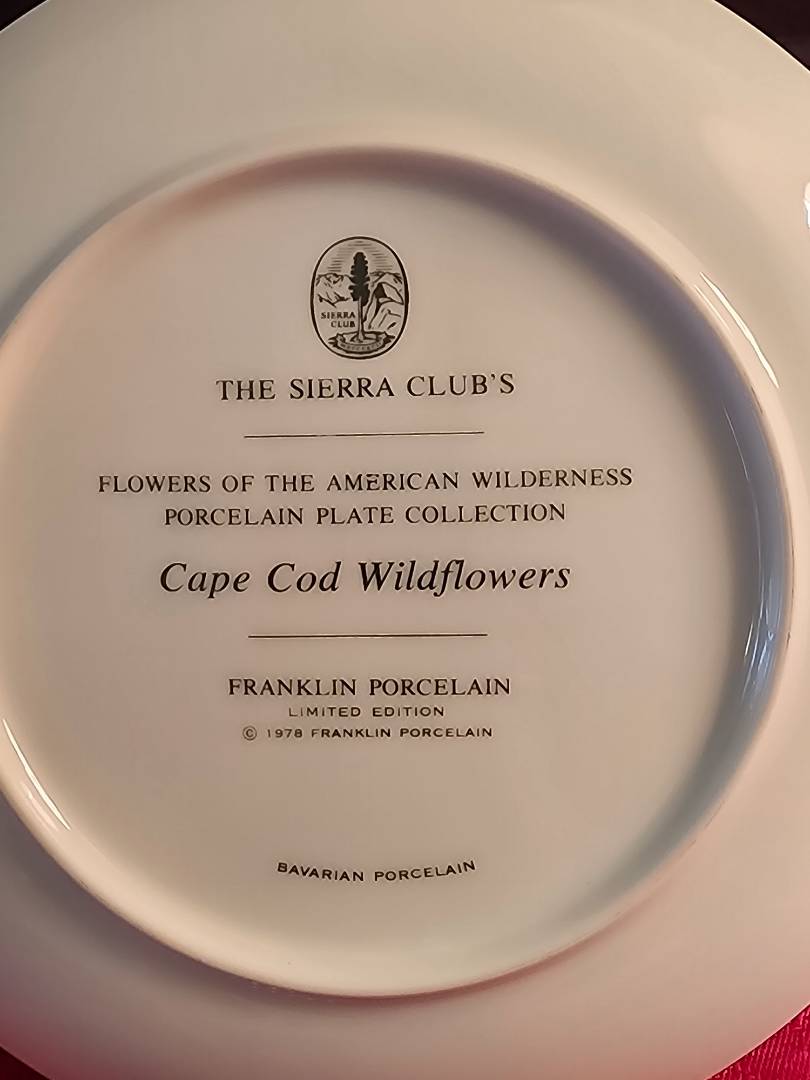 SIERRA
CLUB
THE SIERRA CLUB'S
FLOWERS OF THE AMERICAN WILDERNESS
PORCELAIN PLATE COLLECTION
Cape Cod Wildflowers
FRANKLIN PORCELAIN
LIMITED EDITION
© 1978 FRANKLIN PORCELAIN
BAVARIAN PORCELAIN